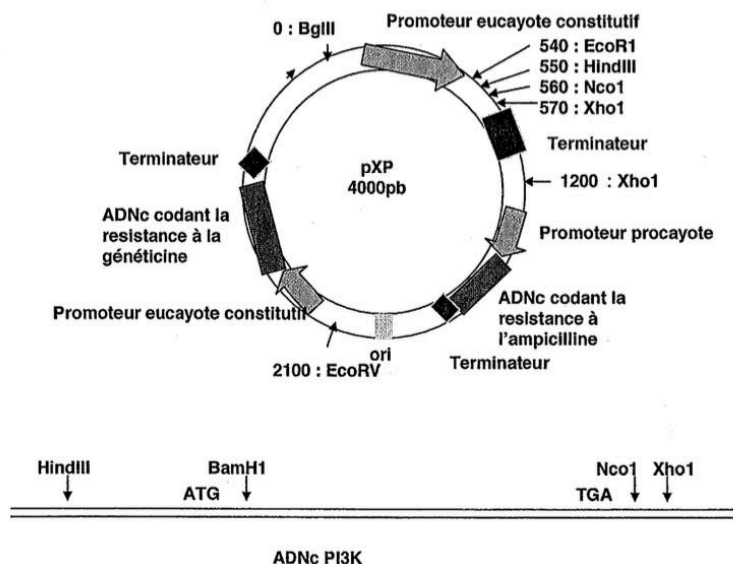 Promoteur eucayote constitutif
0 : BglII
540 : EcoR1
550 : HindIII
560 : Nco1
570 : Xho1
Terminateur
Terminateur
pXP
4000pb
1200 : Xho1
ADNc codant la
resistance à la
généticine
Promoteur procayote
Promoteur eucayote constitutif
ADNc codant la
resistance à
l'ampicilline
ori
2100 : EcoRV
Terminateur
HindIII
BamH1
Nco1
Xho1
ATG
TGA
ADNc PI3K